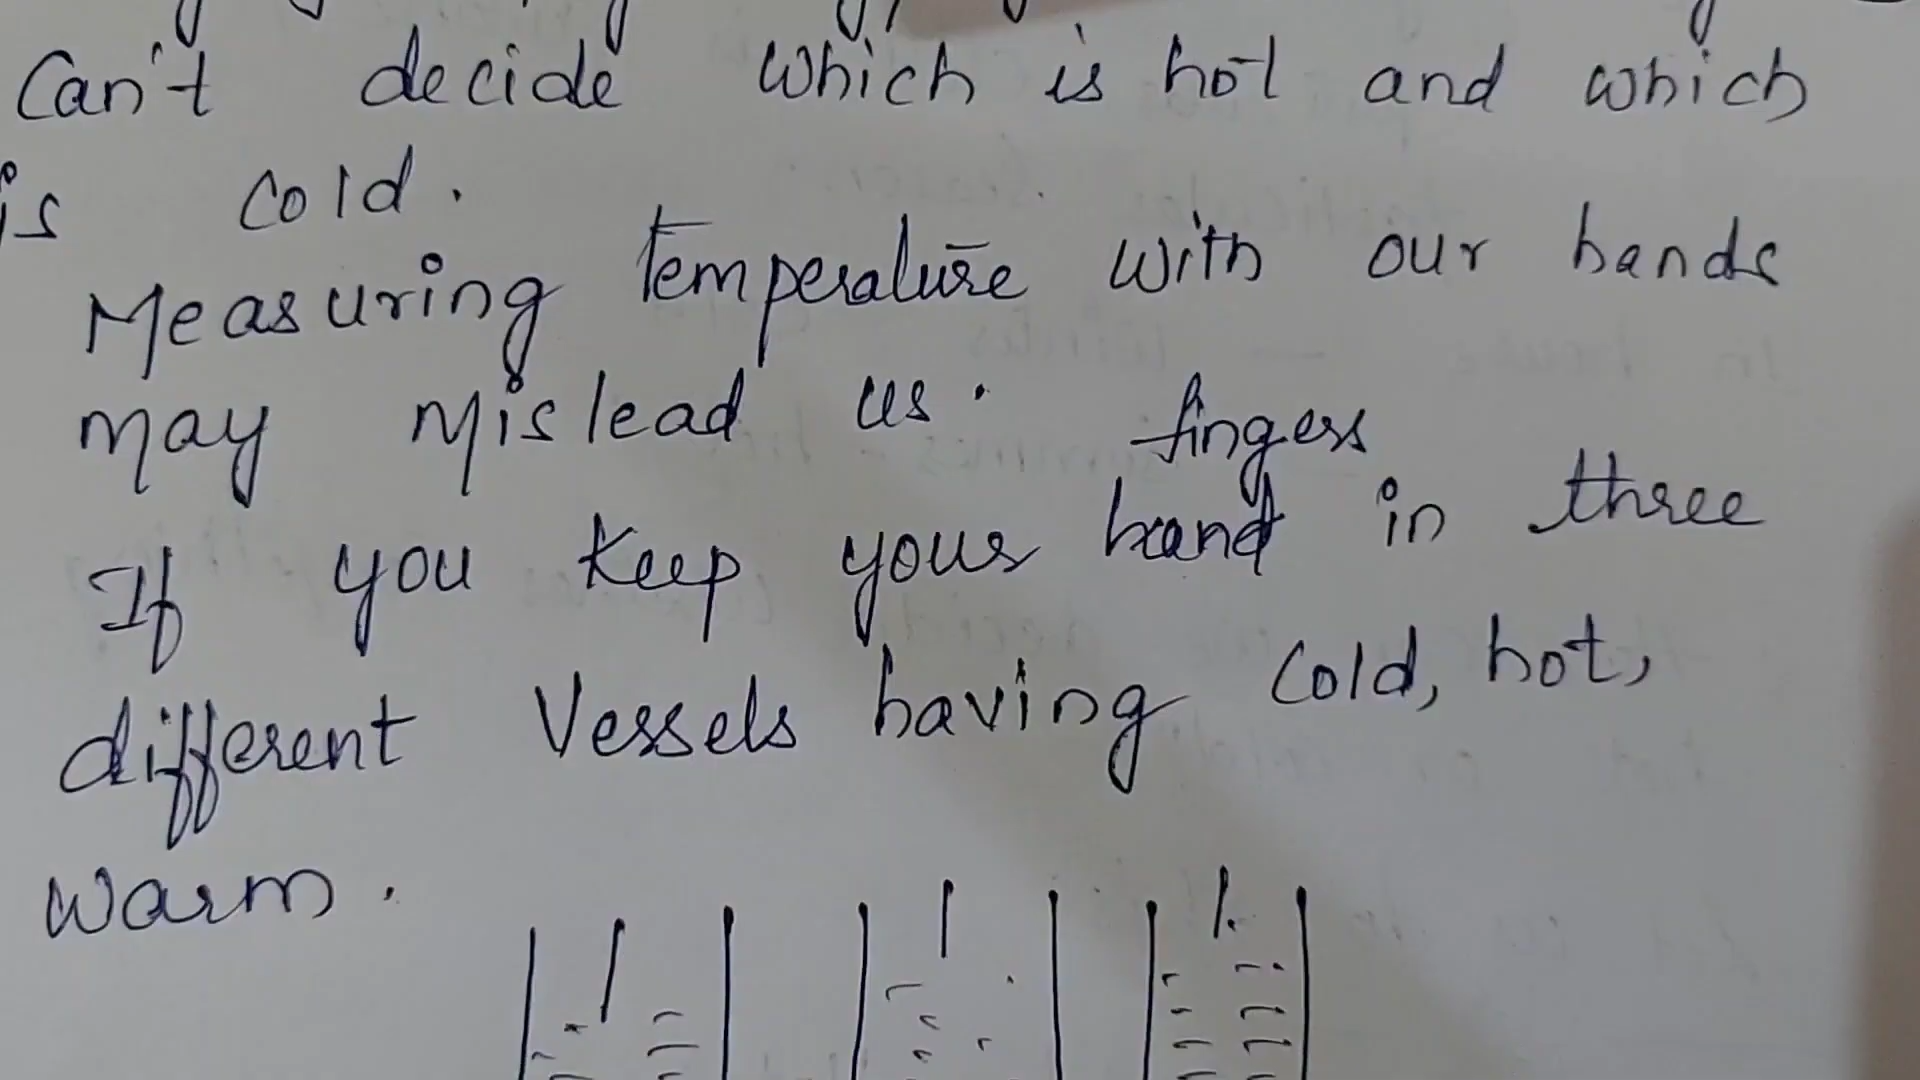 Can't decide which is hot and which
is cold.
Measuring temperature with our hands
may mislead us.
fingers
If you keep your hand in three
different Vessels having cold, hot,
warm.